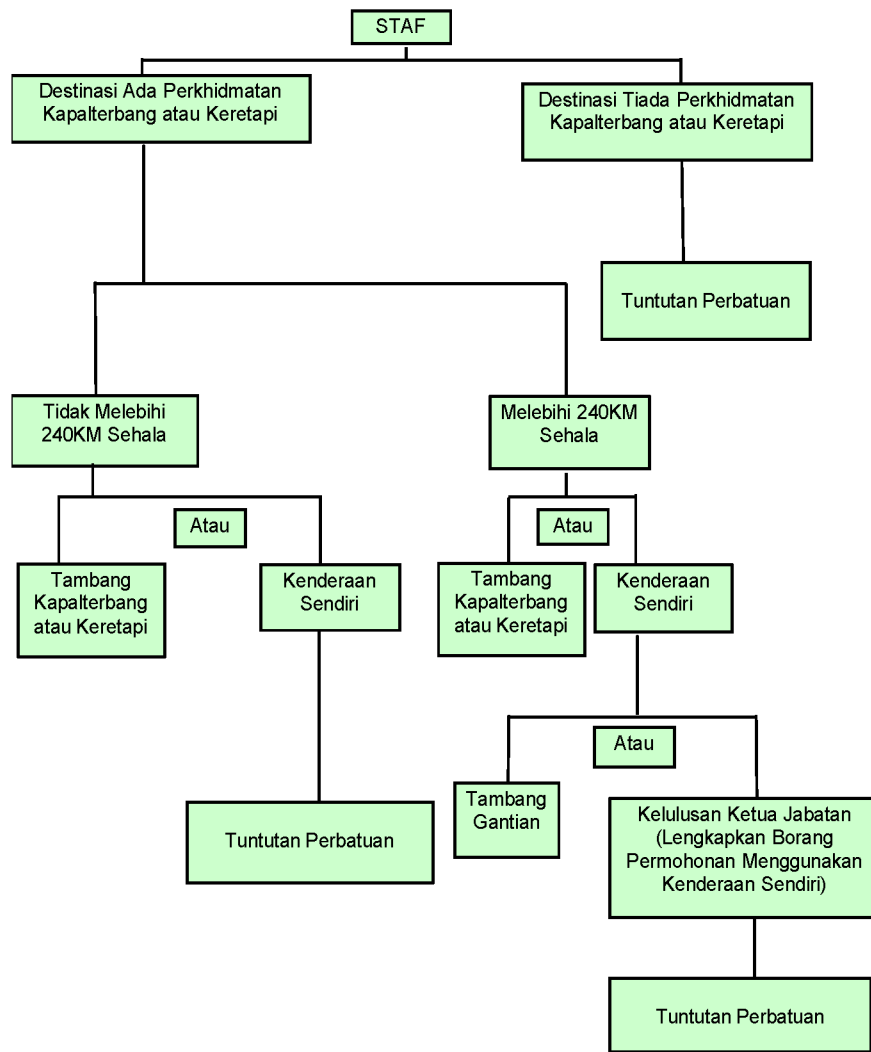 STAF
Destinasi Ada Perkhidmatan
Kapalterbang atau Keretapi
Destinasi Tiada Perkhidmatan
Kapalterbang atau Keretapi
Tuntutan Perbatuan
Tidak Melebihi
240KM Sehala
Melebihi 240KM
Sehala
Atau
Atau
Tambang
Kapalterbang
atau Keretapi
Kenderaan
Sendiri
Tambang
Kapalterbang
atau Keretapi
Kenderaan
Sendiri
Atau
Tuntutan Perbatuan
Tambang
Gantian
Kelulusan Ketua Jabatan
(Lengkapkan Borang
Permohonan Menggunakan
Kenderaan Sendiri)
Tuntutan Perbatuan